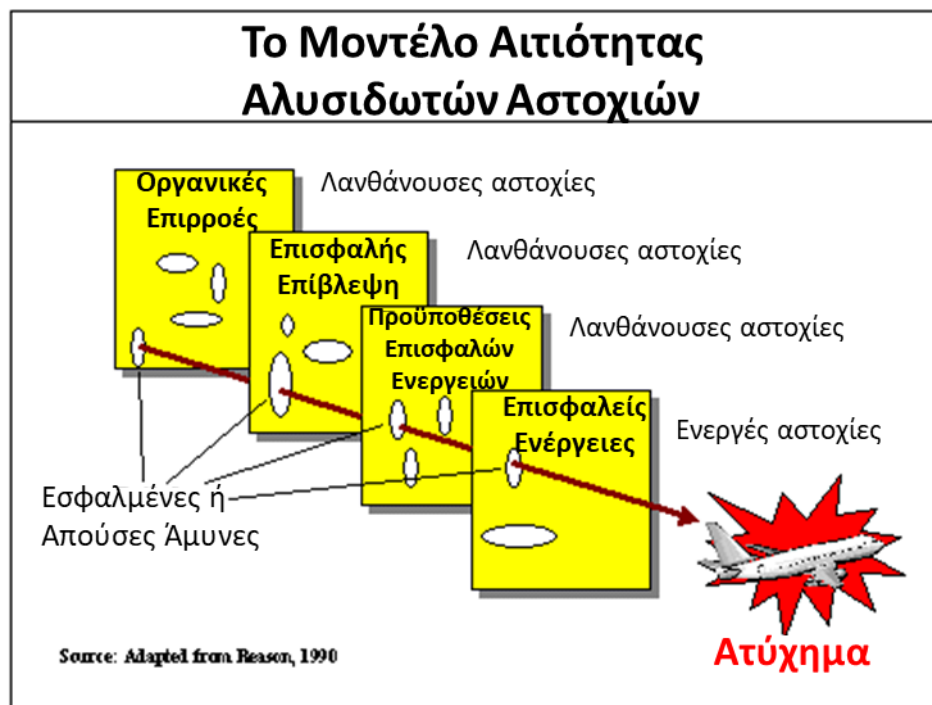 Το Μοντέλο Αιτιότητας
Αλυσιδωτών Αστοχιών
Οργανικές
Επιρροές
Λανθάνουσες αστοχίες
Επισφαλής
Επίβλεψη
Λανθάνουσες αστοχίες
Προϋποθέσεις
Επισφαλών
Ενεργειών
Λανθάνουσες αστοχίες
Επισφαλείς
Ενέργειες
Ενεργές αστοχίες
Εσφαλμένες ή
Απούσες Άμυνες
Ατύχημα
Source: Adapted from Reason, 1990